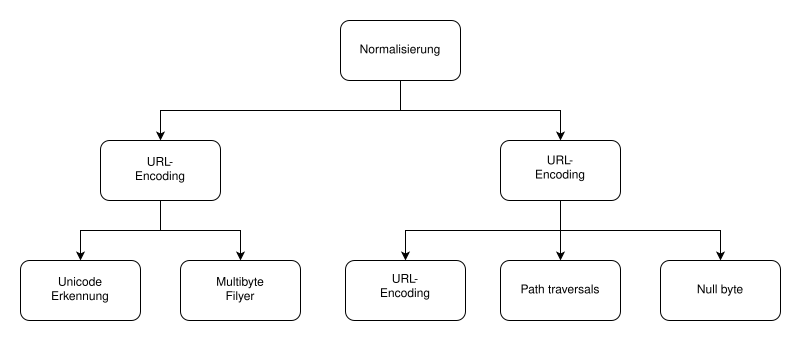 Normalisierung
URL-
Encoding
URL-
Encoding
Unicode
Erkennung
Multibyte
Filyer
URL-
Encoding
Path traversals
Null byte